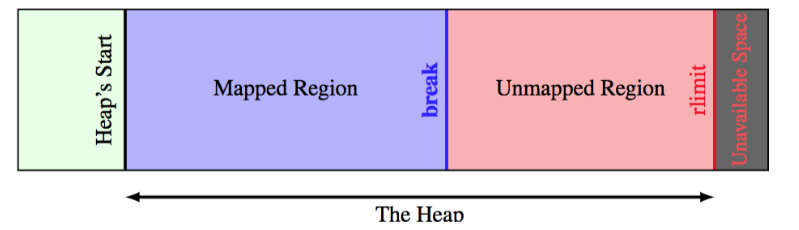 Heap's Start
Mapped Region
break
Unmapped Region
rlimit
Unavailable Space
The Heap